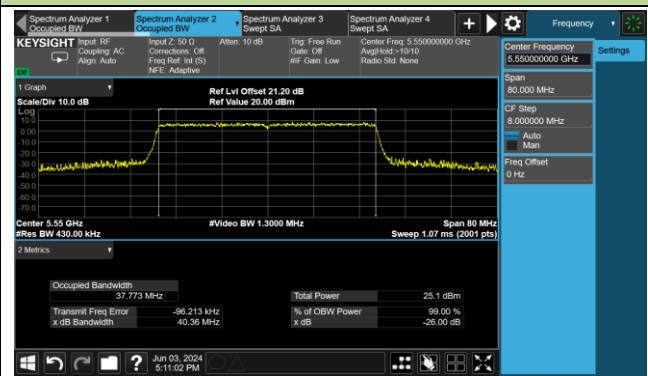 Spectrum Analyzer 1
Occupied BW
Spectrum Analyzer 2
Occupied BW
Spectrum Analyzer 3
Swept SA
Spectrum Analyzer 4
Swept SA
Frequency
KEYSIGHT
Input: RF
Coupling: AC
Align: Auto
Input Z: 50 Ω
Corrections: Off
Freq Ref: Int (S)
NFE: Adaptive
Atten: 10 dB
Trig: Free Run
Gate: Off
#IF Gain: Low
Center Freq: 5.550000000 GHz
Avg|Hold:>10/10
Radio Std: None
Center Frequency
5.550000000 GHz
Settings
Span
80.000 MHz
CF Step
8.000000 MHz
Auto
Man
Freq Offset
0 Hz
1 Graph
Scale/Div 10.0 dB
Ref Lvl Offset 21.20 dB
Ref Value 20.00 dBm
Log
10.0
0.00
-10.0
-20.0
-30.0
-40.0
-50.0
-60.0
-70.0
Center 5.55 GHz
#Video BW 1.3000 MHz
Span 80 MHz
#Res BW 430.00 kHz
Sweep 1.07 ms (2001 pts)
2 Metrics
Occupied Bandwidth
37.773 MHz
Total Power 25.1 dBm
Transmit Freq Error -96.213 kHz
% of OBW Power 99.00 %
x dB Bandwidth 40.36 MHz
x dB -26.00 dB
?
Jun 03, 2024
5:11:02 PM